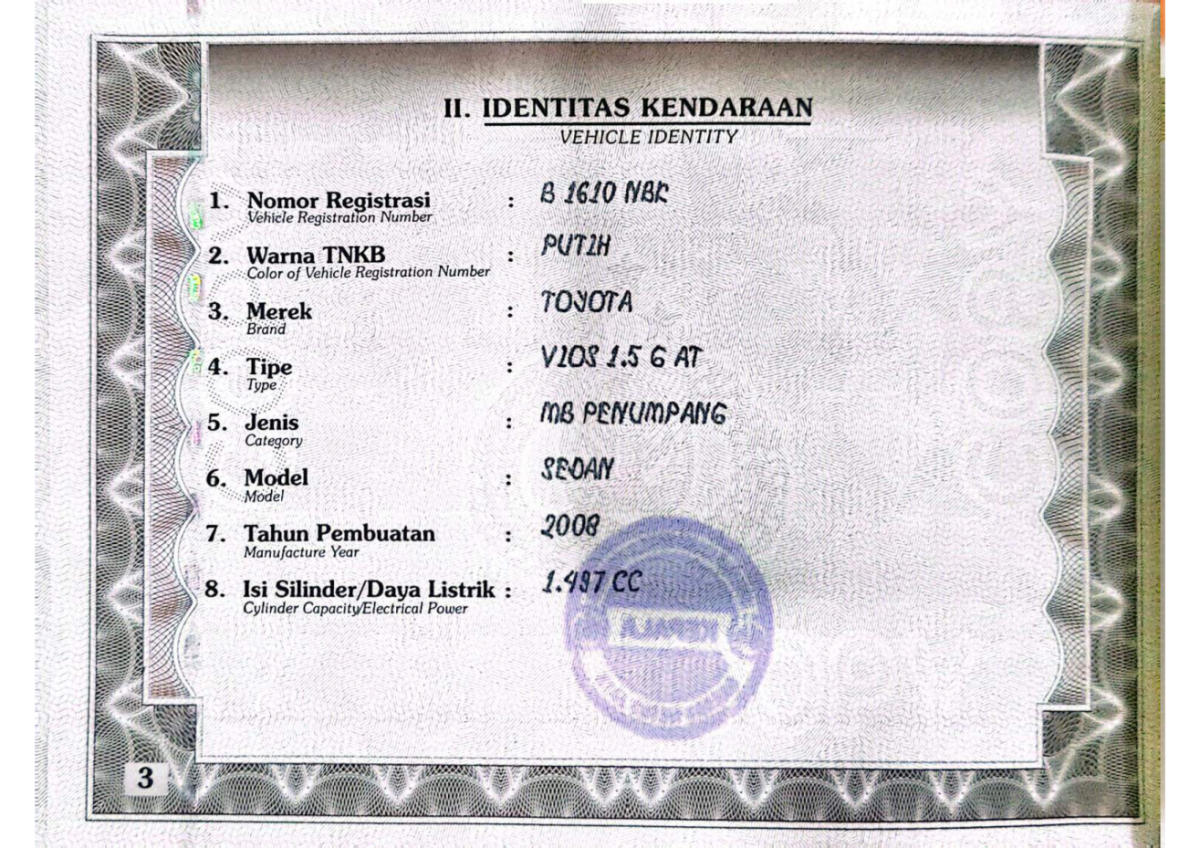 II. IDENTITAS KENDARAAN
VEHICLE IDENTITY
1. Nomor Registrasi : B 1610 NBK
Vehicle Registration Number
2. Warna TNKB : PUTIH
Color of Vehicle Registration Number
3. Merek : TOYOTA
Brand
4. Tipe : VIOS 1.5 G AT
Type
5. Jenis : MB PENUMPANG
Category
6. Model : SEDAN
Model
7. Tahun Pembuatan : 2008
Manufacture Year
8. Isi Silinder/Daya Listrik : 1.497 CC
Cylinder Capacity/Electrical Power
KEPALA
3